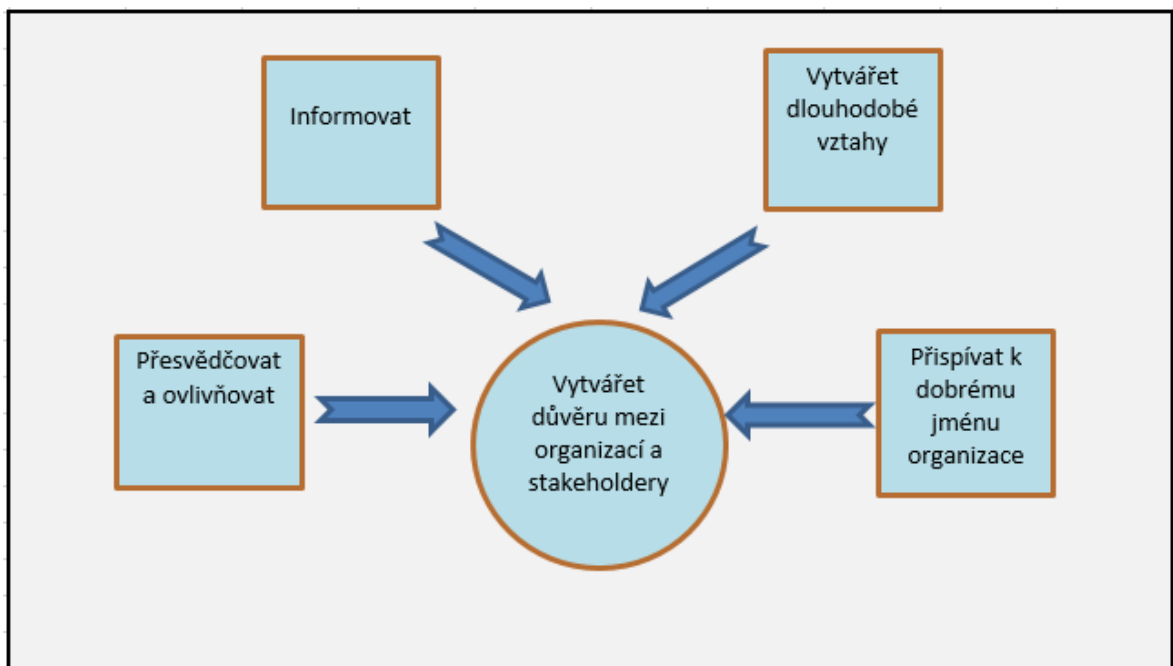 Informovat
Vytvářet
dlouhodobé
vztahy
Přesvědčovat
a ovlivňovat
Vytvářet
důvěru mezi
organizací a
stakeholdery
Přispívat k
dobrému
jménu
organizace